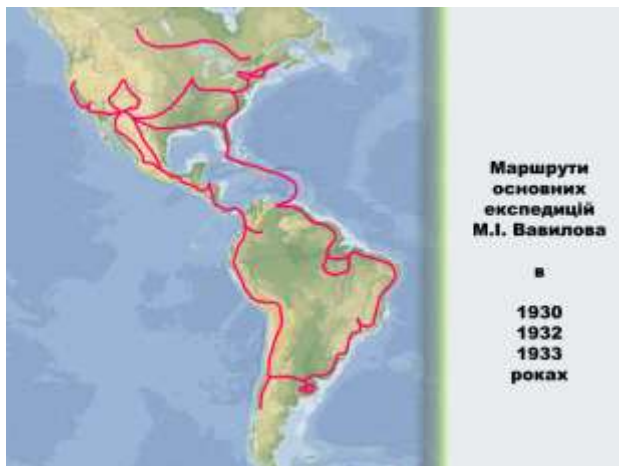 Маршрути
основних
експедицій
М.І. Вавилова
в
1930
1932
1933
роках